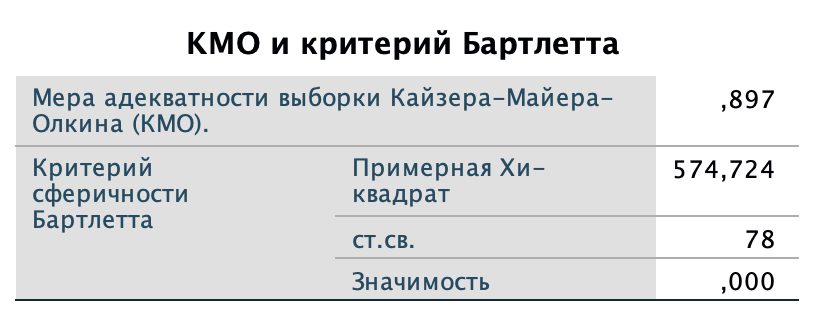 КМО и критерий Бартлетта
Мера адекватности выборки Кайзера-Майера-
Олкина (КМО).
,897
Критерий
сферичности
Бартлетта
Примерная Хи-
квадрат
574,724
ст.св.
78
Значимость
,000